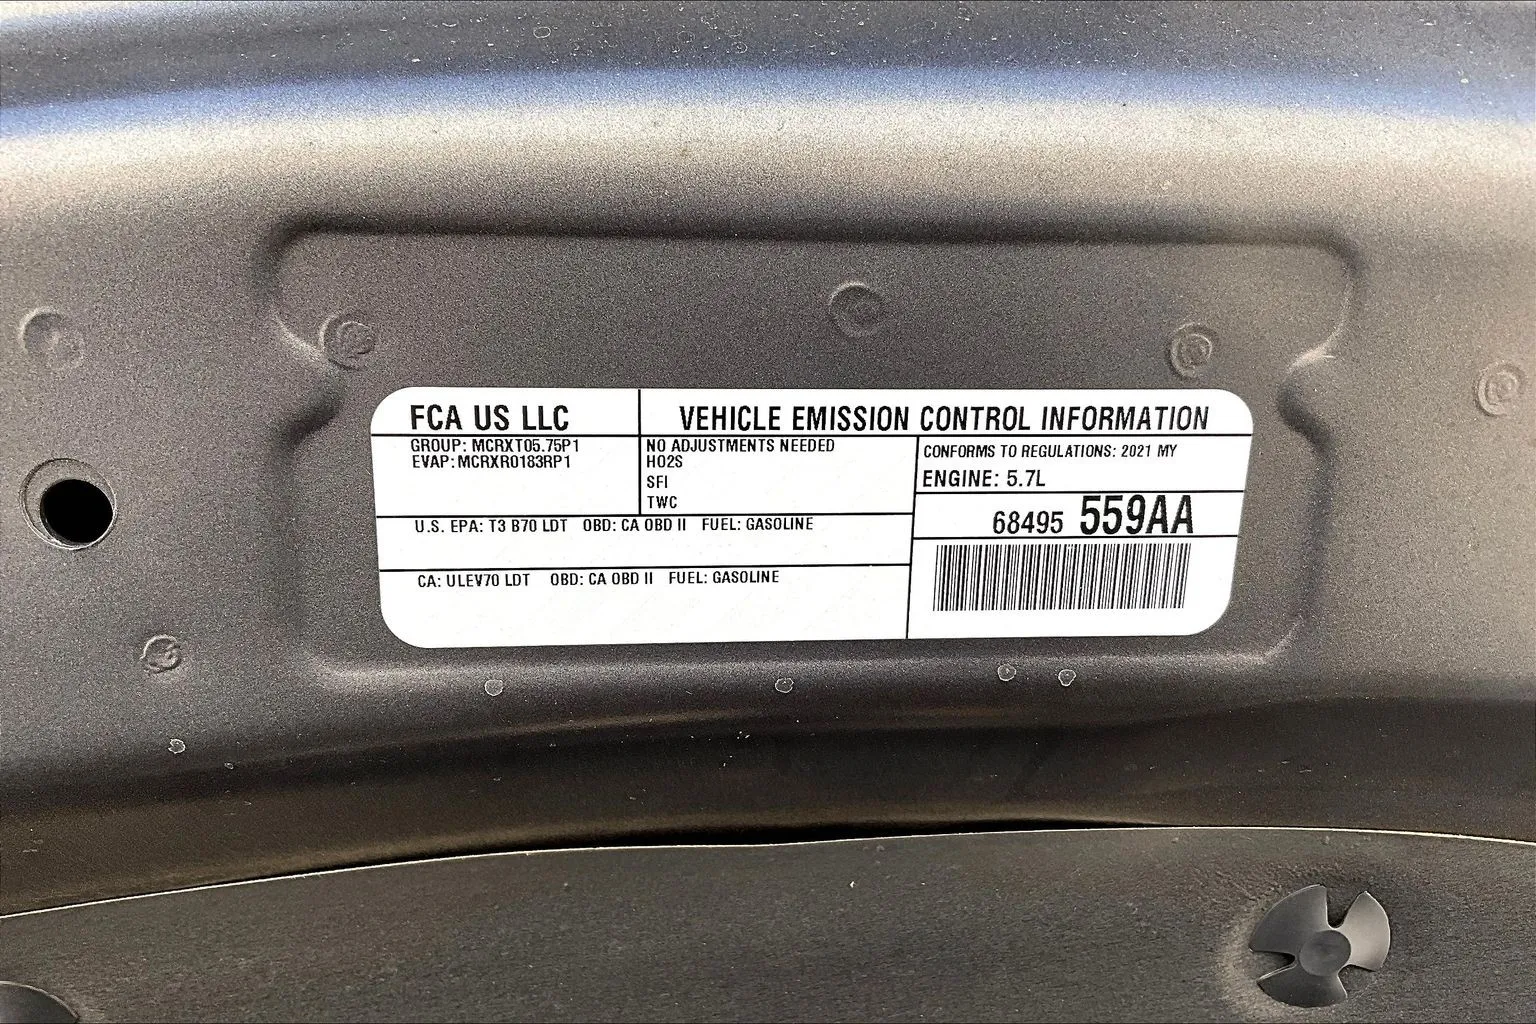 FCA US LLC
VEHICLE EMISSION CONTROL INFORMATION
GROUP: MCRXT05.75P1
EVAP: MCRXR0183RP1
NO ADJUSTMENTS NEEDED
HO2S
SFI
TWC
CONFORMS TO REGULATIONS: 2021 MY
ENGINE: 5.7L
68495 559AA
U.S. EPA: T3 B70 LDT OBD: CA OBD II FUEL: GASOLINE
CA: ULEV70 LDT OBD: CA OBD II FUEL: GASOLINE